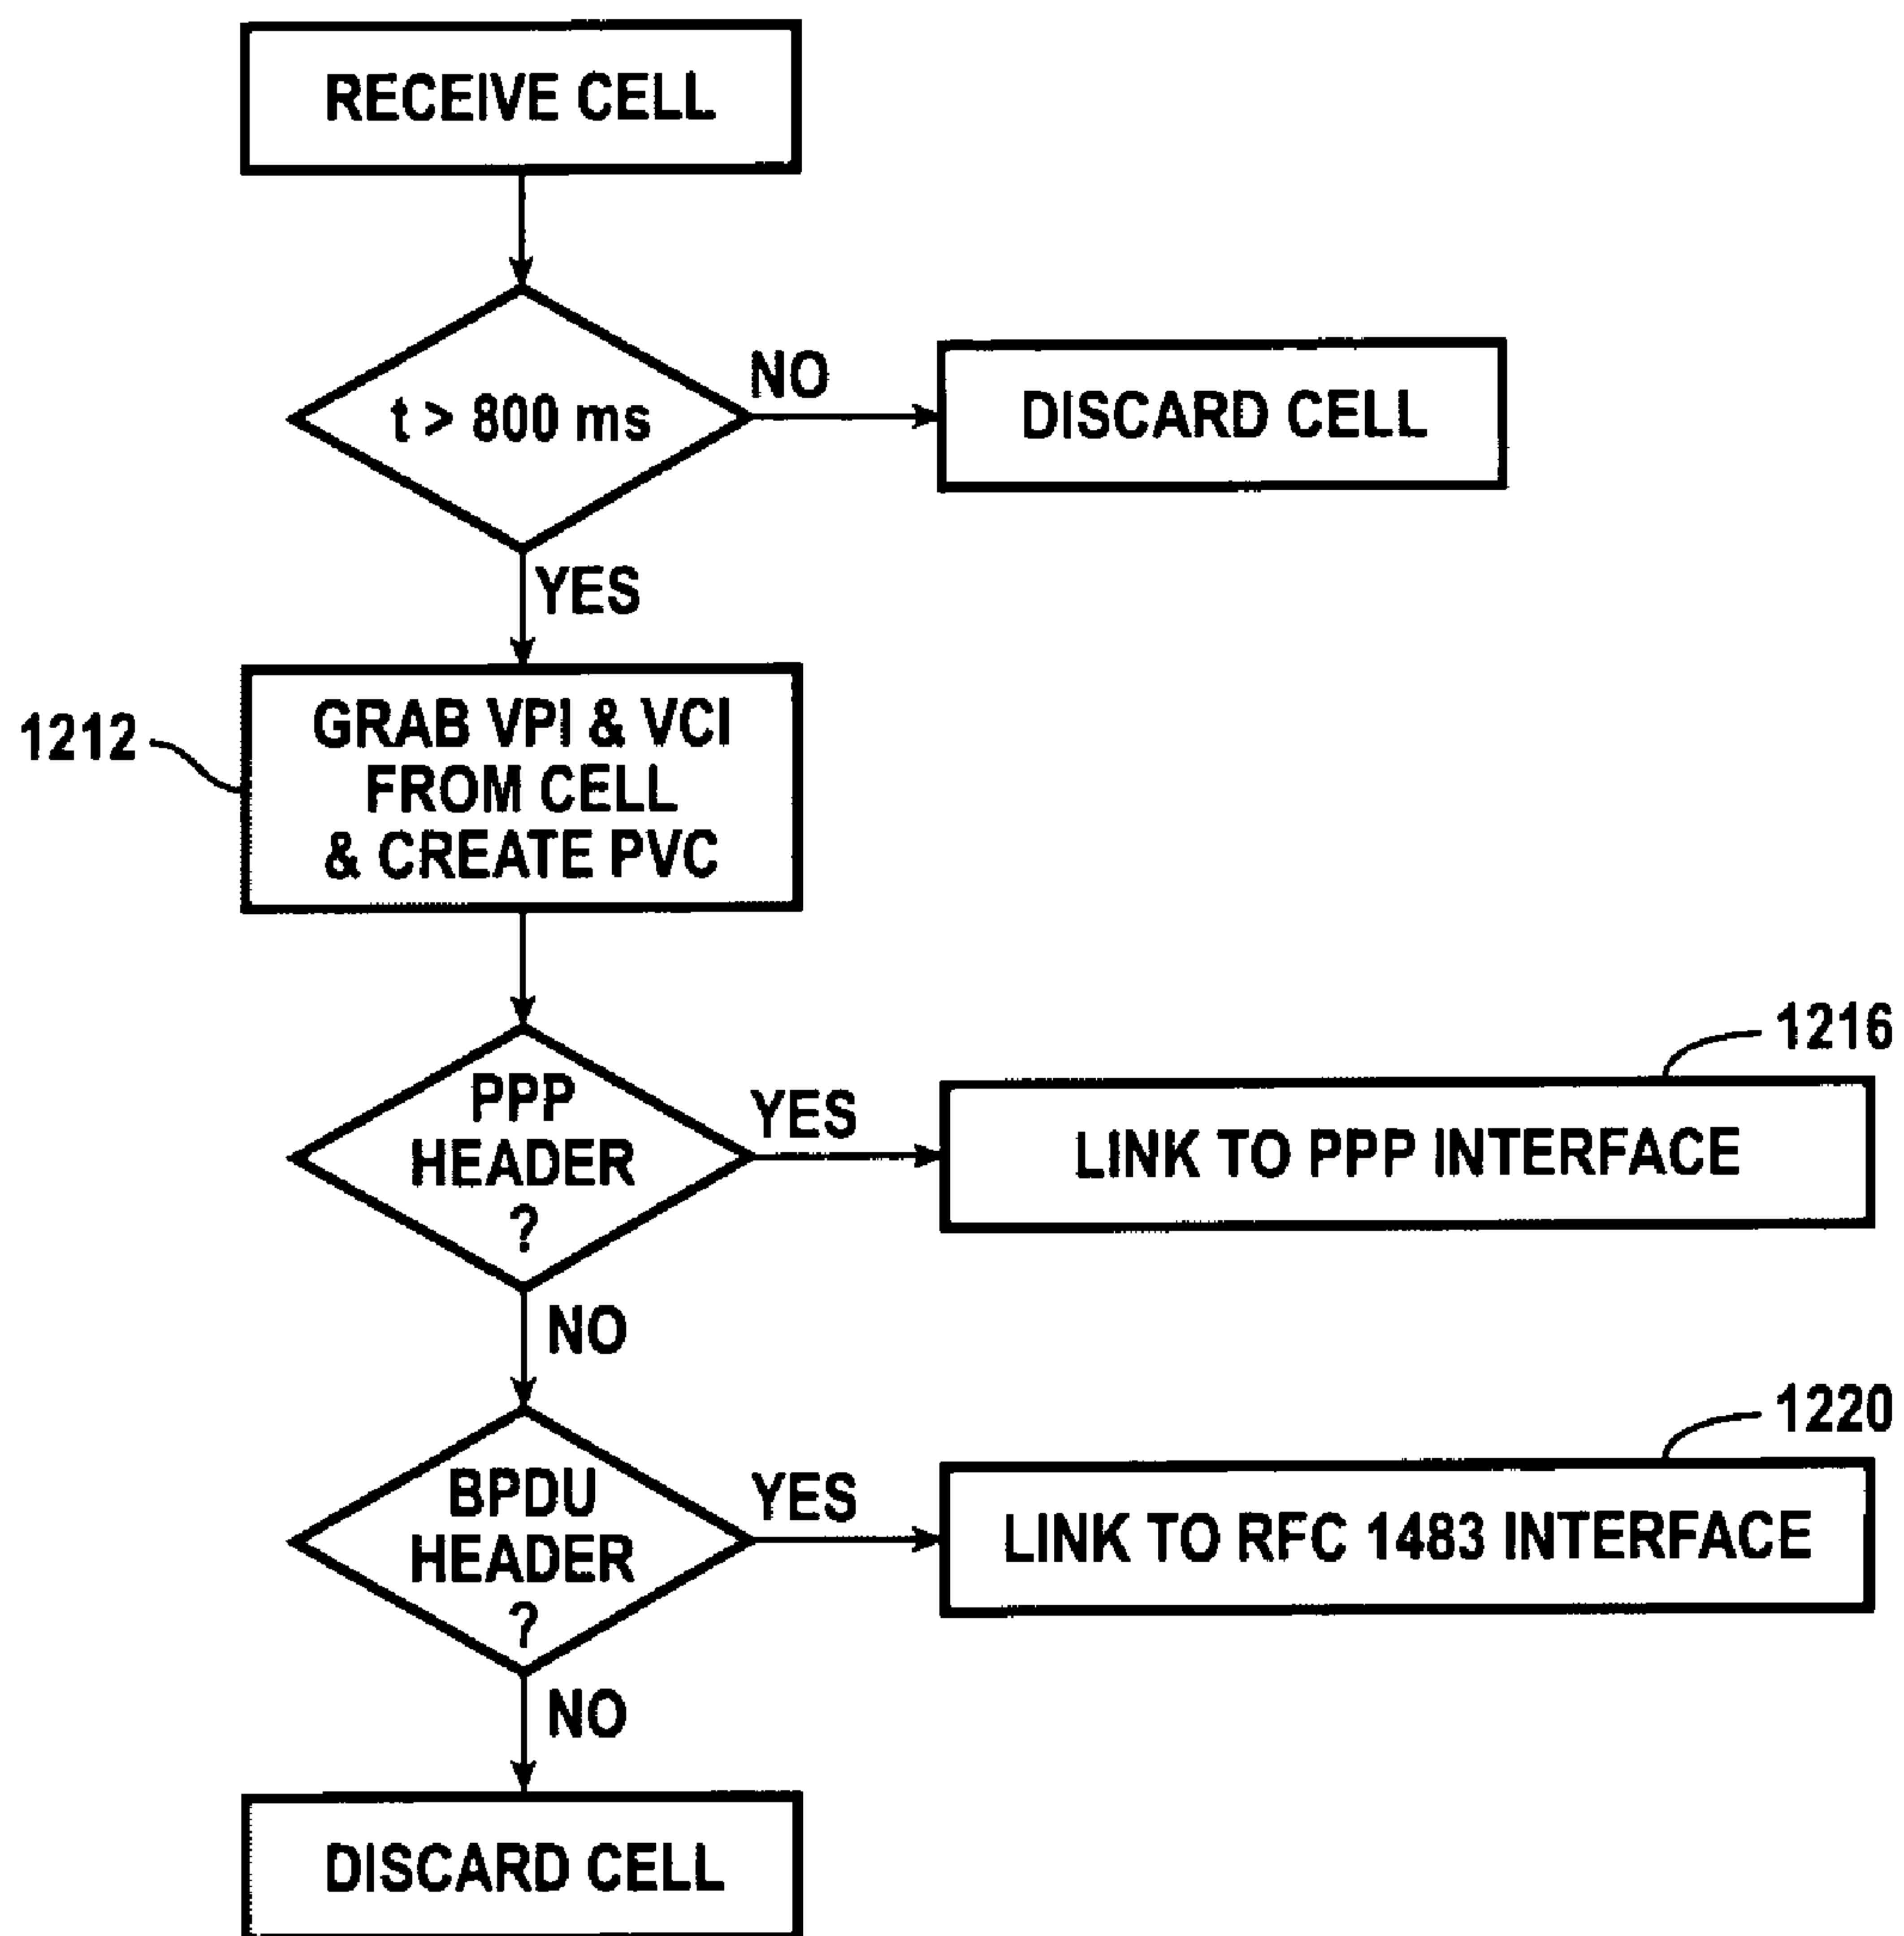 RECEIVE CELL
t > 800 ms
NO
DISCARD CELL
YES
1212
GRAB VPI & VCI
FROM CELL
& CREATE PVC
1216
PPP
HEADER
?
YES
LINK TO PPP INTERFACE
NO
1220
BPDU
HEADER
?
YES
LINK TO RFC 1483 INTERFACE
NO
DISCARD CELL